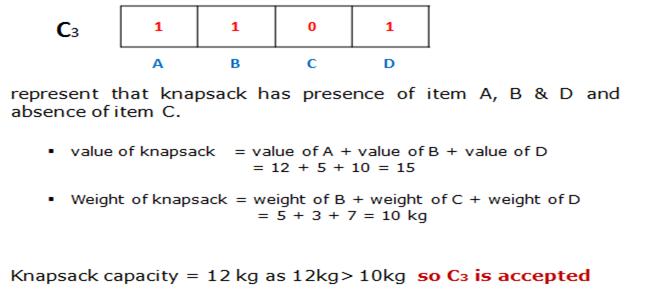 C3 1 1 0 1
A B C D
represent that knapsack has presence of item A, B & D and
absence of item C.
▪ value of knapsack = value of A + value of B + value of D
= 12 + 5 + 10 = 15
▪ Weight of knapsack = weight of B + weight of C + weight of D
= 5 + 3 + 7 = 10 kg
Knapsack capacity = 12 kg as 12kg> 10kg so C3 is accepted